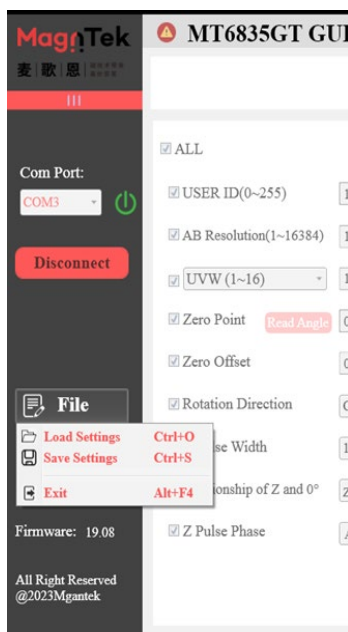 MagnTek
麦歌恩
MT6835GT GUI
ALL
Com Port:
COM3
Disconnect
USER ID(0~255)
AB Resolution(1~16384)
UVW (1~16)
Zero Point
Read Angle
Zero Offset
Rotation Direction
se Width
ionship of Z and 0°
Z Pulse Phase
File
Load Settings Ctrl+O
Save Settings Ctrl+S
Exit Alt+F4
Firmware: 19.08
All Right Reserved
@2023Mgantek